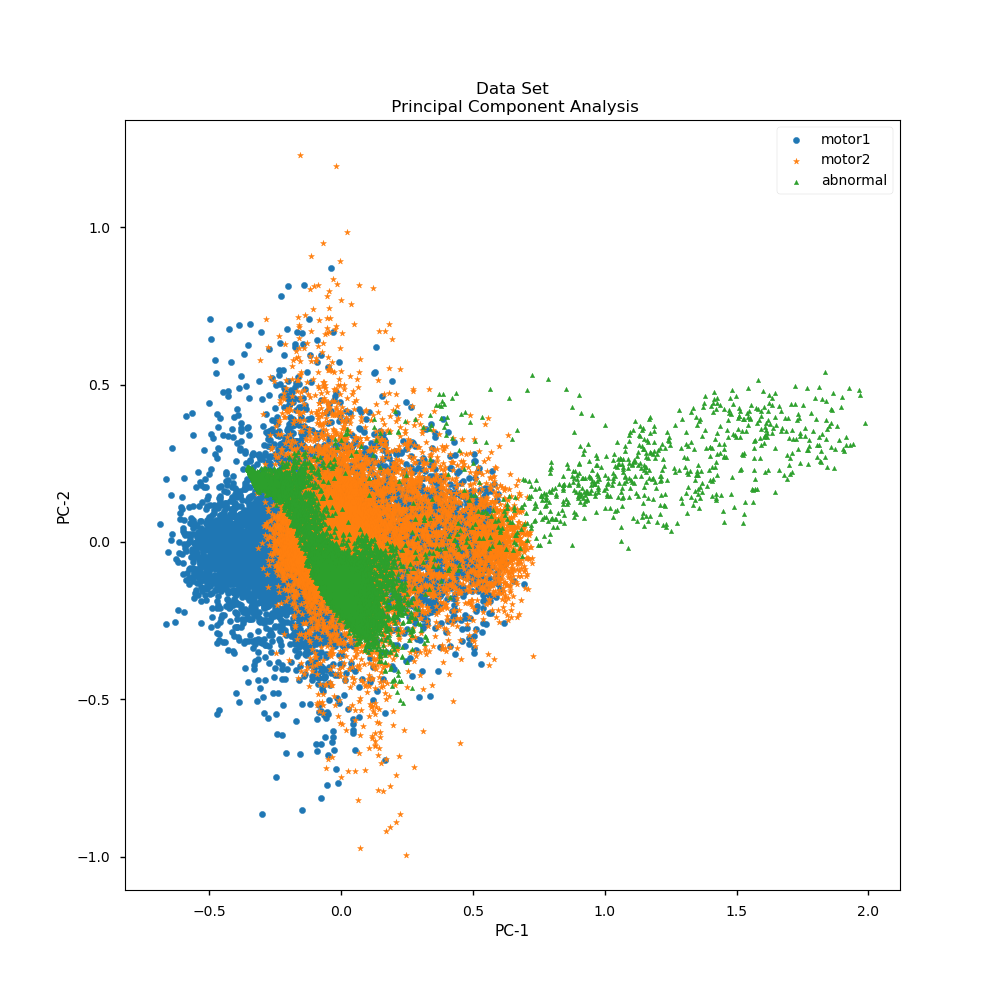 Data Set
Principal Component Analysis
motor1
motor2
abnormal
1.0
0.5
0.0
−0.5
−1.0
PC-2
−0.5
0.0
0.5
1.0
1.5
2.0
PC-1